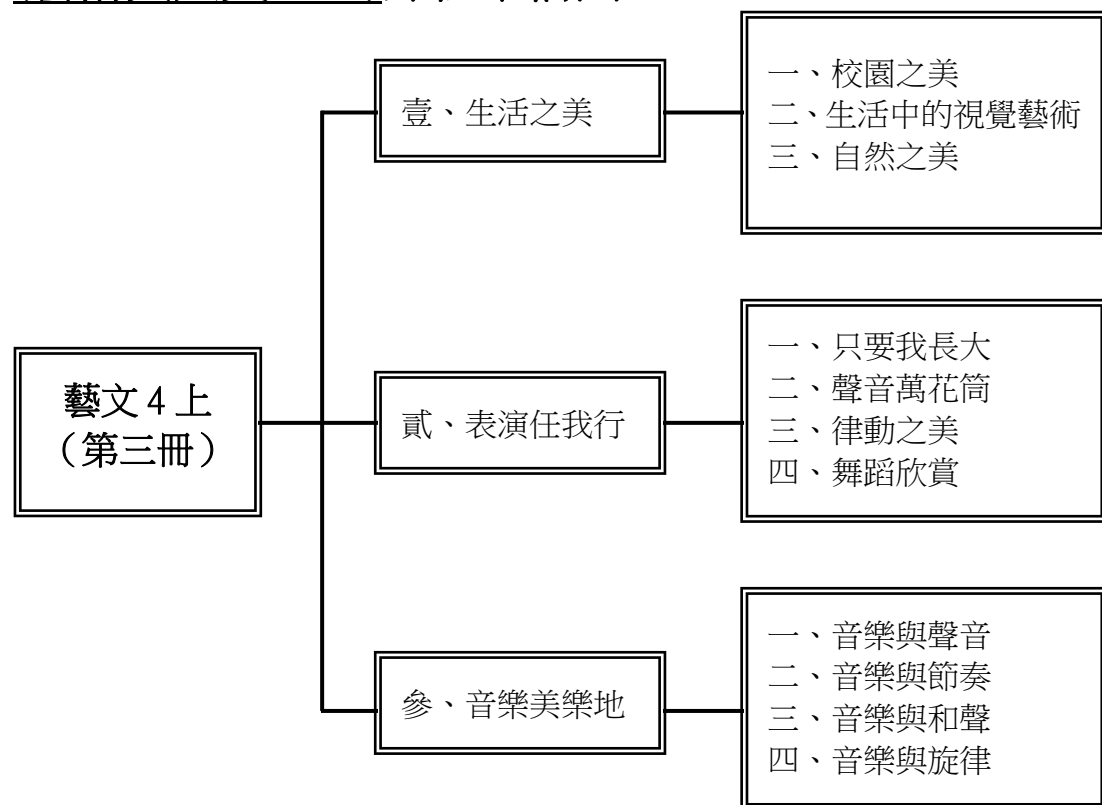 壹、生活之美
一、校園之美
二、生活中的視覺藝術
三、自然之美
藝文4上
（第三冊）
貳、表演任我行
一、只要我長大
二、聲音萬花筒
三、律動之美
四、舞蹈欣賞
參、音樂美樂地
一、音樂與聲音
二、音樂與節奏
三、音樂與和聲
四、音樂與旋律